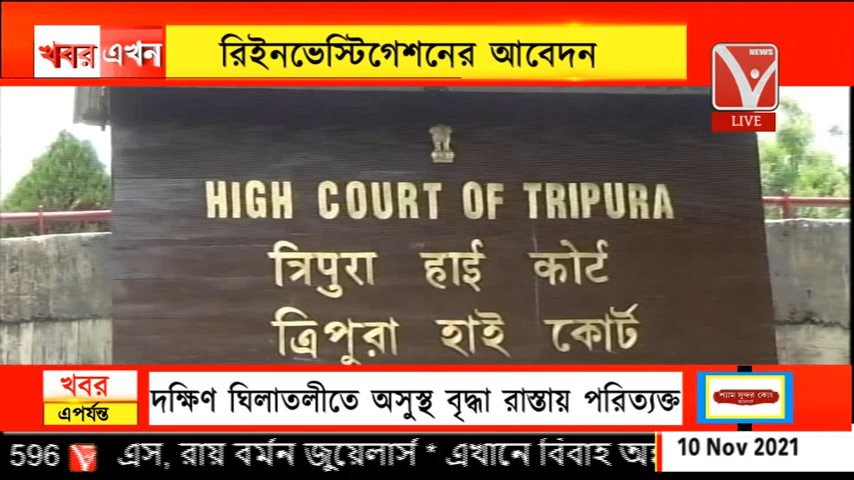 খবর এখন
রিইনভেস্টিগেশনের আবেদন
NEWS
V
LIVE
HIGH COURT OF TRIPURA
त्रिपुरा हाई कोर्ट
ত্রিপুরা হাই কোর্ট
খবর
এপর্যন্ত
দক্ষিণ ঘিলাতলীতে অসুস্থ বৃদ্ধা রাস্তায় পরিত্যক্ত
শ্যাম সুন্দর কোং
596 V এস, রায় বর্মন জুয়েলার্স * এখানে বিবাহ
10 Nov 2021